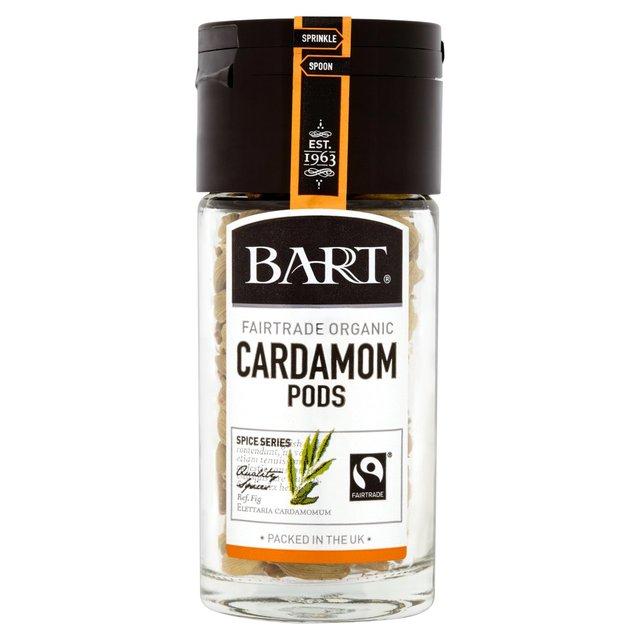 SPRINKLE
SPOON
EST.
1963
BART®
FAIRTRADE ORGANIC
CARDAMOM
PODS
SPICE SERIES
Quality
Spices
Ref. Fig
ELETTARIA CARDAMOMUM
®
FAIRTRADE
• PACKED IN THE UK •